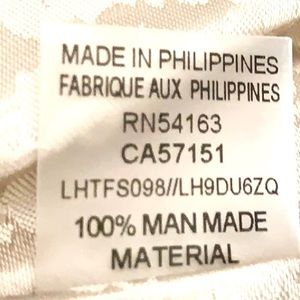 MADE IN PHILIPPINES
FABRIQUE AUX PHILIPPINES
RN54163
CA57151
LHTFS098//LH9DU6ZQ
100% MAN MADE
MATERIAL